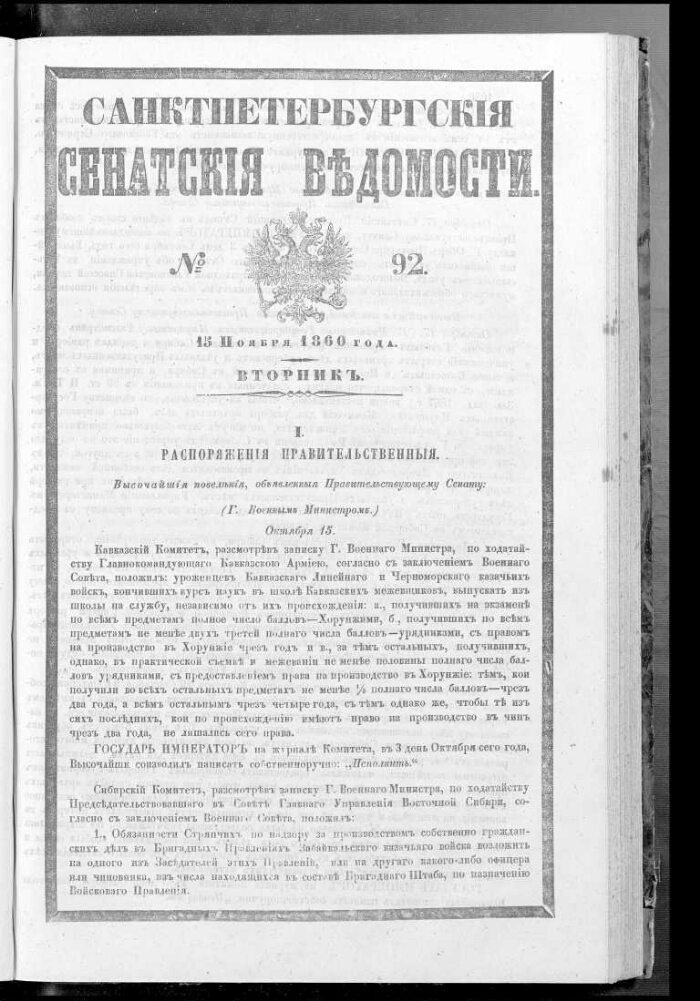 САНКТПЕТЕРБУРГСКІЯ
СЕНАТСКІЯ ВѢДОМОСТИ.
№ 92.
15 Ноября 1860 года.
ВТОРНИКЪ.
I.
РАСПОРЯЖЕНІЯ ПРАВИТЕЛЬСТВЕННЫЯ.
Высочайшія повелѣнія, объявленныя Правительствующему Сенату:
(Г. Военнымъ Министромъ.)
Октября 15.
Кавказскій Комитетъ, разсмотрѣвъ записку Г. Военнаго Министра, по ходатай-
ству Главнокомандующаго Кавказскою Арміею, согласно съ заключеніемъ Военнаго
Совѣта, положилъ: уроженцевъ Кавказскаго Линейнаго и Черноморскаго казачьихъ
войскъ, кончившихъ курсъ наукъ въ школѣ Кавказскихъ межевщиковъ, выпускать изъ
школы на службу, независимо отъ ихъ происхожденія: а., получившихъ на экзаменѣ
по всѣмъ предметамъ полное число балловъ—Хорунжими, б., получившихъ по всѣмъ
предметамъ не менѣе двухъ третей полнаго числа балловъ—урядниками, съ правомъ
на производство въ Хорунжіе чрезъ годъ и в., за тѣмъ остальныхъ, получившихъ,
однако, въ практической съемкѣ и межеваніи не менѣе половины полнаго числа бал-
ловъ урядниками, съ предоставленіемъ права на производство въ Хорунжіе: тѣмъ, кои
получили во всѣхъ остальныхъ предметахъ не менѣе ½ полнаго числа балловъ—чрезъ
два года, а всѣмъ остальнымъ чрезъ четыре года, съ тѣмъ однако же, чтобы тѣ изъ
сихъ послѣднихъ, кои по происхожденію имѣютъ право на производство въ чинъ
чрезъ два года, не лишались сего права.
ГОСУДАРЬ ИМПЕРАТОРЪ на журналѣ Комитета, въ 3 день Октября сего года,
Высочайше соизволилъ написать собственноручно: „Исполнить.“
Сибирскій Комитетъ, разсмотрѣвъ записку Г. Военнаго Министра, по ходатайству
Предсѣдательствовавшаго въ Совѣтѣ Главнаго Управленія Восточной Сибири, со-
гласно съ заключеніемъ Военнаго Совѣта, положилъ:
1., Обязанности Стряпчихъ по надзору за производствомъ собственно граждан-
скихъ дѣлъ въ Бригадныхъ Правленіяхъ Забайкальскаго казачьяго войска возложить
на одного изъ Засѣдателей этихъ Правленій, или на другаго какого-либо офицера
или чиновника, изъ числа находящихся въ составѣ Бригаднаго Штаба, по назначенію
Войсковаго Правленія.